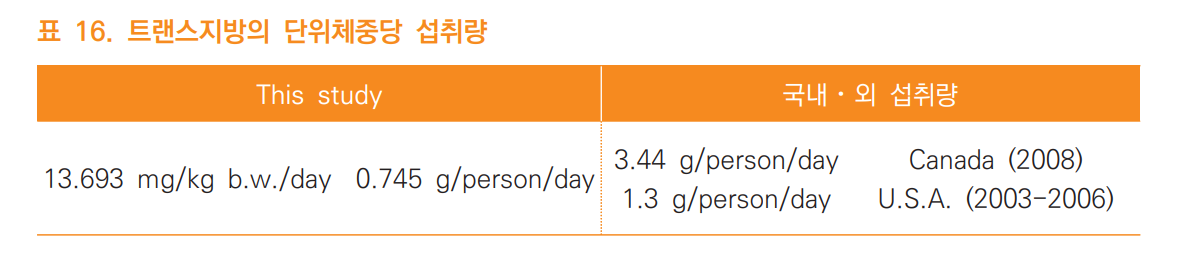 표 16. 트랜스지방의 단위체중당 섭취량
This study
국내·외 섭취량
13.693 mg/kg b.w./day 0.745 g/person/day
3.44 g/person/day Canada (2008)
1.3 g/person/day U.S.A. (2003-2006)